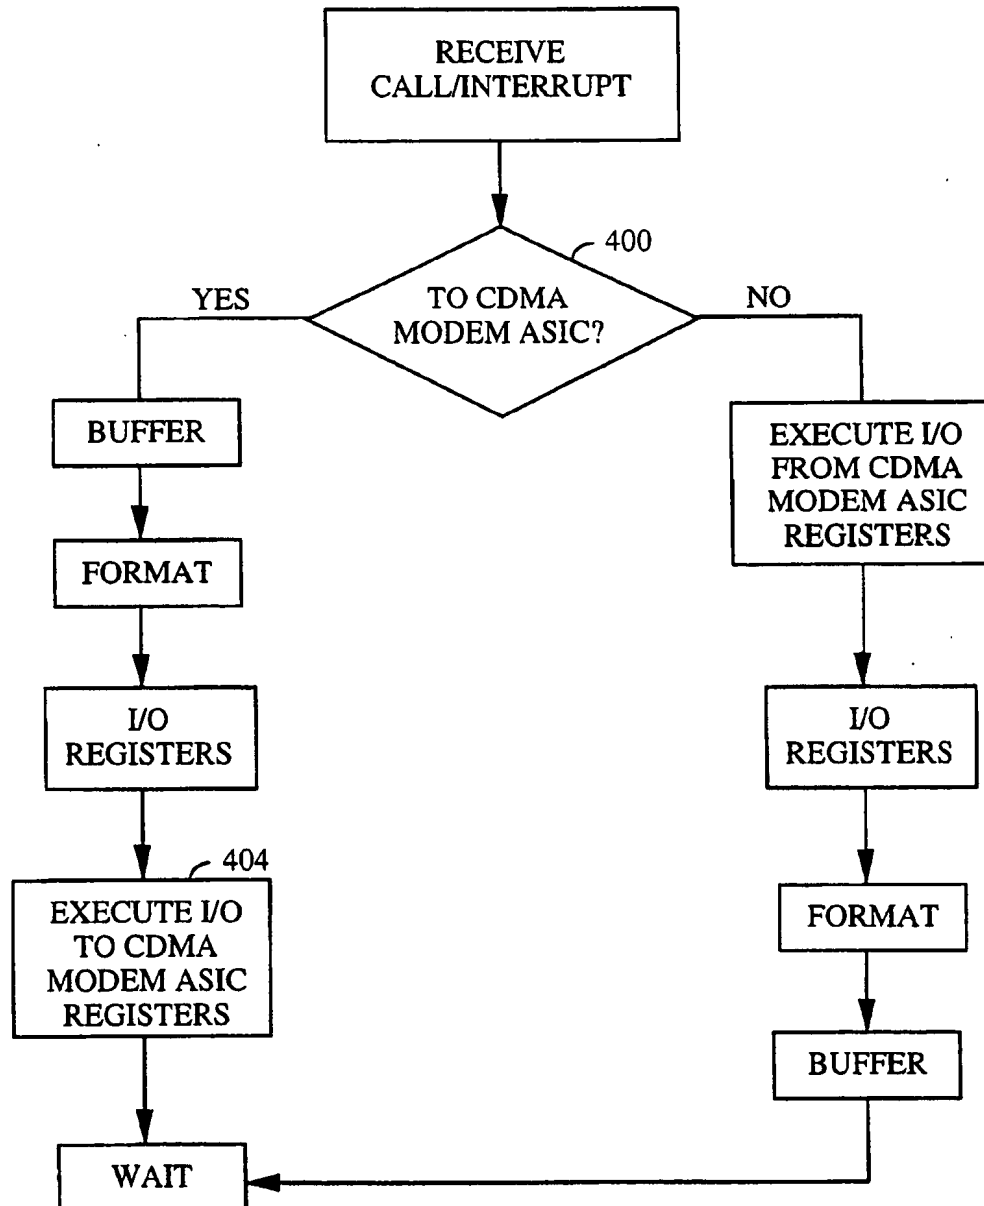 RECEIVE
CALL/INTERRUPT
400
TO CDMA
MODEM ASIC?
YES
NO
BUFFER
FORMAT
I/O
REGISTERS
404
EXECUTE I/O
TO CDMA
MODEM ASIC
REGISTERS
WAIT
EXECUTE I/O
FROM CDMA
MODEM ASIC
REGISTERS
I/O
REGISTERS
FORMAT
BUFFER